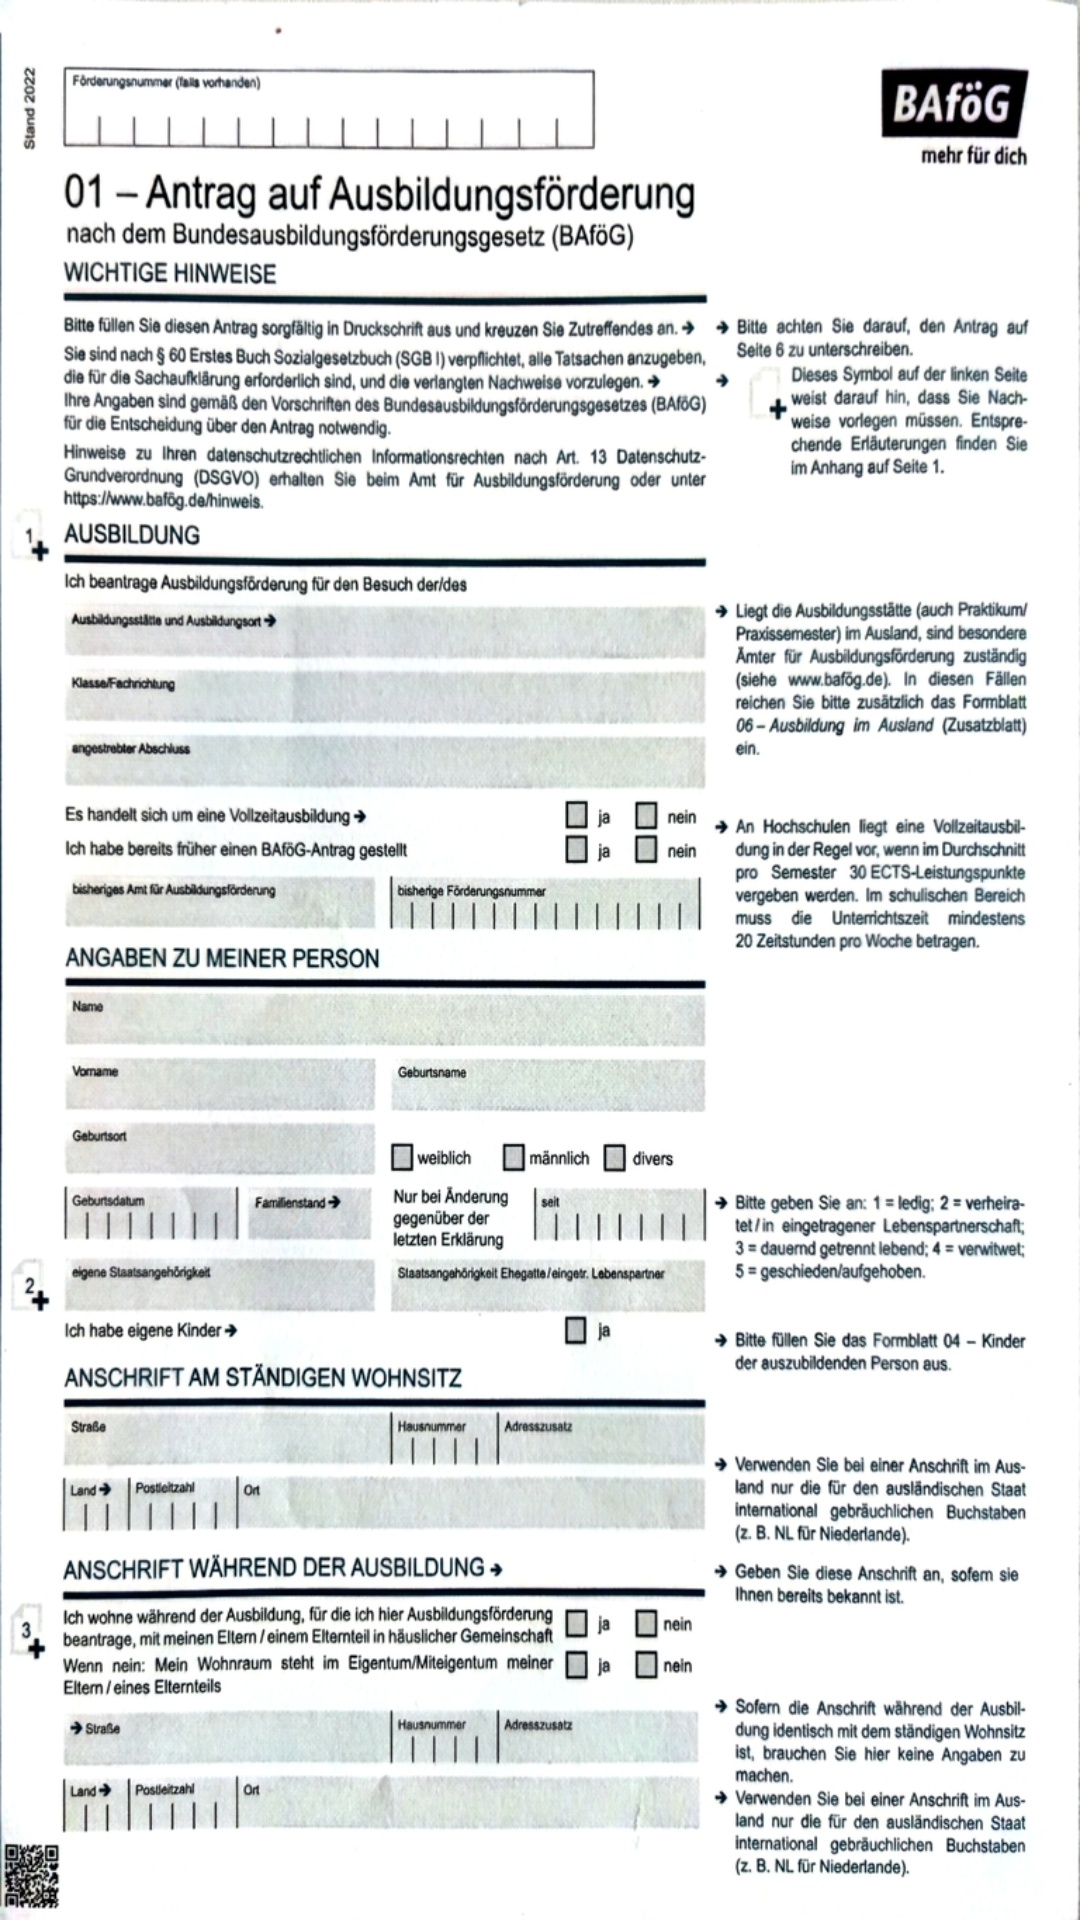 Stand 2022
Förderungsnummer (falls vorhanden)
BAföG
mehr für dich
01 – Antrag auf Ausbildungsförderung
nach dem Bundesausbildungsförderungsgesetz (BAföG)
WICHTIGE HINWEISE
Bitte füllen Sie diesen Antrag sorgfältig in Druckschrift aus und kreuzen Sie Zutreffendes an. →
Sie sind nach § 60 Erstes Buch Sozialgesetzbuch (SGB I) verpflichtet, alle Tatsachen anzugeben,
die für die Sachaufklärung erforderlich sind, und die verlangten Nachweise vorzulegen. →
Ihre Angaben sind gemäß den Vorschriften des Bundesausbildungsförderungsgesetzes (BAföG)
für die Entscheidung über den Antrag notwendig.
Hinweise zu Ihren datenschutzrechtlichen Informationsrechten nach Art. 13 Datenschutz-
Grundverordnung (DSGVO) erhalten Sie beim Amt für Ausbildungsförderung oder unter
https://www.bafög.de/hinweis.
→ Bitte achten Sie darauf, den Antrag auf
Seite 6 zu unterschreiben.
→ Dieses Symbol auf der linken Seite
weist darauf hin, dass Sie Nach-
weise vorlegen müssen. Entspre-
chende Erläuterungen finden Sie
im Anhang auf Seite 1.
1 AUSBILDUNG
Ich beantrage Ausbildungsförderung für den Besuch der/des
Ausbildungsstätte und Ausbildungsort →
Klasse/Fachrichtung
angestrebter Abschluss
→ Liegt die Ausbildungsstätte (auch Praktikum/
Praxissemester) im Ausland, sind besondere
Ämter für Ausbildungsförderung zuständig
(siehe www.bafög.de). In diesen Fällen
reichen Sie bitte zusätzlich das Formblatt
06 – Ausbildung im Ausland (Zusatzblatt)
ein.
Es handelt sich um eine Vollzeitausbildung → ja nein
Ich habe bereits früher einen BAföG-Antrag gestellt ja nein
bisheriges Amt für Ausbildungsförderung bisherige Förderungsnummer
→ An Hochschulen liegt eine Vollzeitausbil-
dung in der Regel vor, wenn im Durchschnitt
pro Semester 30 ECTS-Leistungspunkte
vergeben werden. Im schulischen Bereich
muss die Unterrichtszeit mindestens
20 Zeitstunden pro Woche betragen.
ANGABEN ZU MEINER PERSON
Name
Vorname Geburtsname
Geburtsort weiblich männlich divers
Geburtsdatum Familienstand → Nur bei Änderung
gegenüber der
letzten Erklärung seit
→ Bitte geben Sie an: 1 = ledig; 2 = verheira-
tet / in eingetragener Lebenspartnerschaft;
3 = dauernd getrennt lebend; 4 = verwitwet;
5 = geschieden/aufgehoben.
2 eigene Staatsangehörigkeit Staatsangehörigkeit Ehegatte / eingetr. Lebenspartner
Ich habe eigene Kinder → ja
→ Bitte füllen Sie das Formblatt 04 – Kinder
der auszubildenden Person aus.
ANSCHRIFT AM STÄNDIGEN WOHNSITZ
Straße Hausnummer Adresszusatz
Land → Postleitzahl Ort
→ Verwenden Sie bei einer Anschrift im Aus-
land nur die für den ausländischen Staat
international gebräuchlichen Buchstaben
(z. B. NL für Niederlande).
ANSCHRIFT WÄHREND DER AUSBILDUNG →
→ Geben Sie diese Anschrift an, sofern sie
Ihnen bereits bekannt ist.
3 Ich wohne während der Ausbildung, für die ich hier Ausbildungsförderung
beantrage, mit meinen Eltern / einem Elternteil in häuslicher Gemeinschaft ja nein
Wenn nein: Mein Wohnraum steht im Eigentum/Miteigentum meiner
Eltern / eines Elternteils ja nein
→ Straße Hausnummer Adresszusatz
Land → Postleitzahl Ort
→ Sofern die Anschrift während der Ausbil-
dung identisch mit dem ständigen Wohnsitz
ist, brauchen Sie hier keine Angaben zu
machen.
→ Verwenden Sie bei einer Anschrift im Aus-
land nur die für den ausländischen Staat
international gebräuchlichen Buchstaben
(z. B. NL für Niederlande).